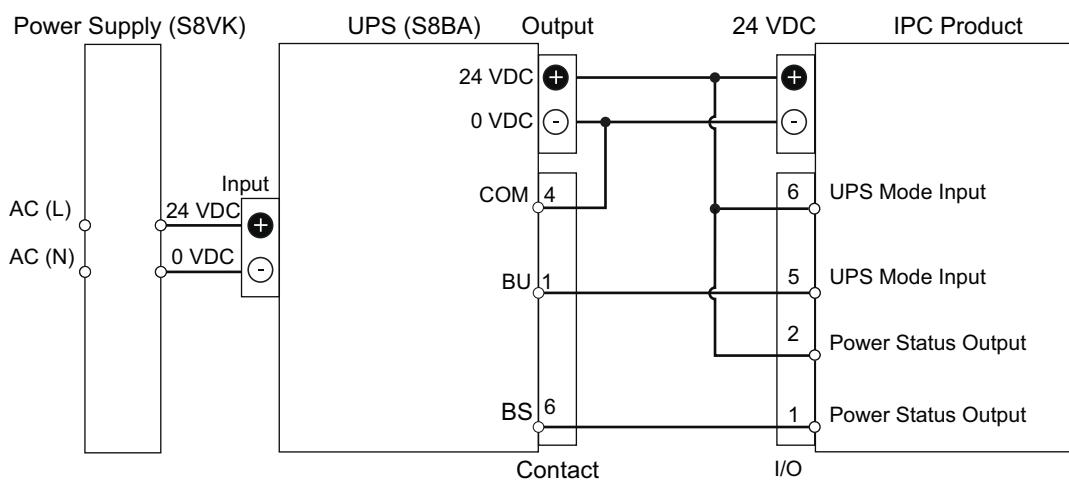 Power Supply (S8VK)
UPS (S8BA)
Output
24 VDC
IPC Product
24 VDC
+
+
0 VDC
-
-
Input
COM
4
6
UPS Mode Input
AC (L)
24 VDC
+
AC (N)
0 VDC
-
BU
1
5
UPS Mode Input
2
Power Status Output
BS
6
1
Power Status Output
Contact
I/O